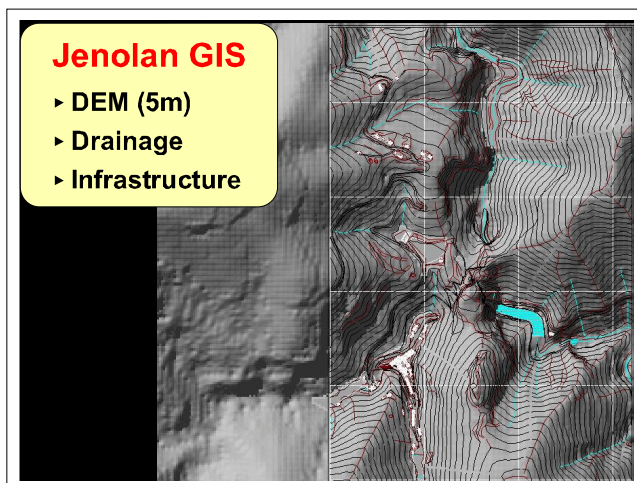 Jenolan GIS
▸ DEM (5m)
▸ Drainage
▸ Infrastructure